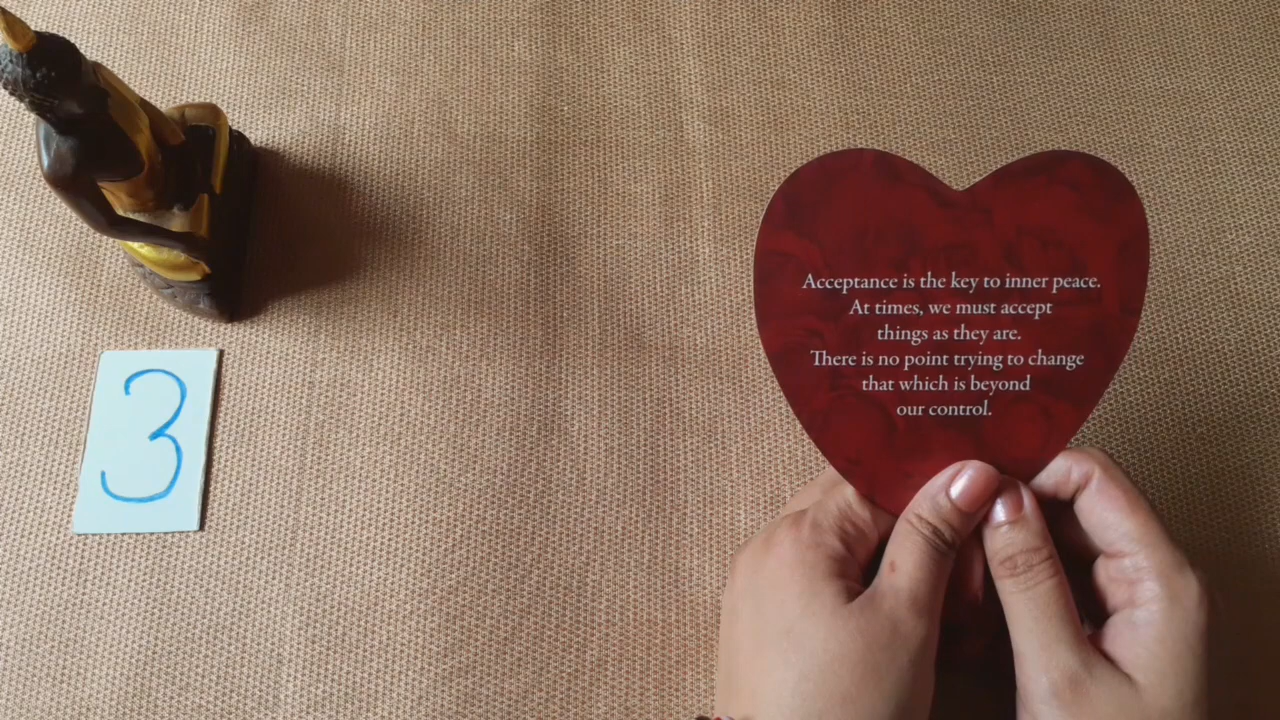 3
Acceptance is the key to inner peace.
At times, we must accept
things as they are.
There is no point trying to change
that which is beyond
our control.